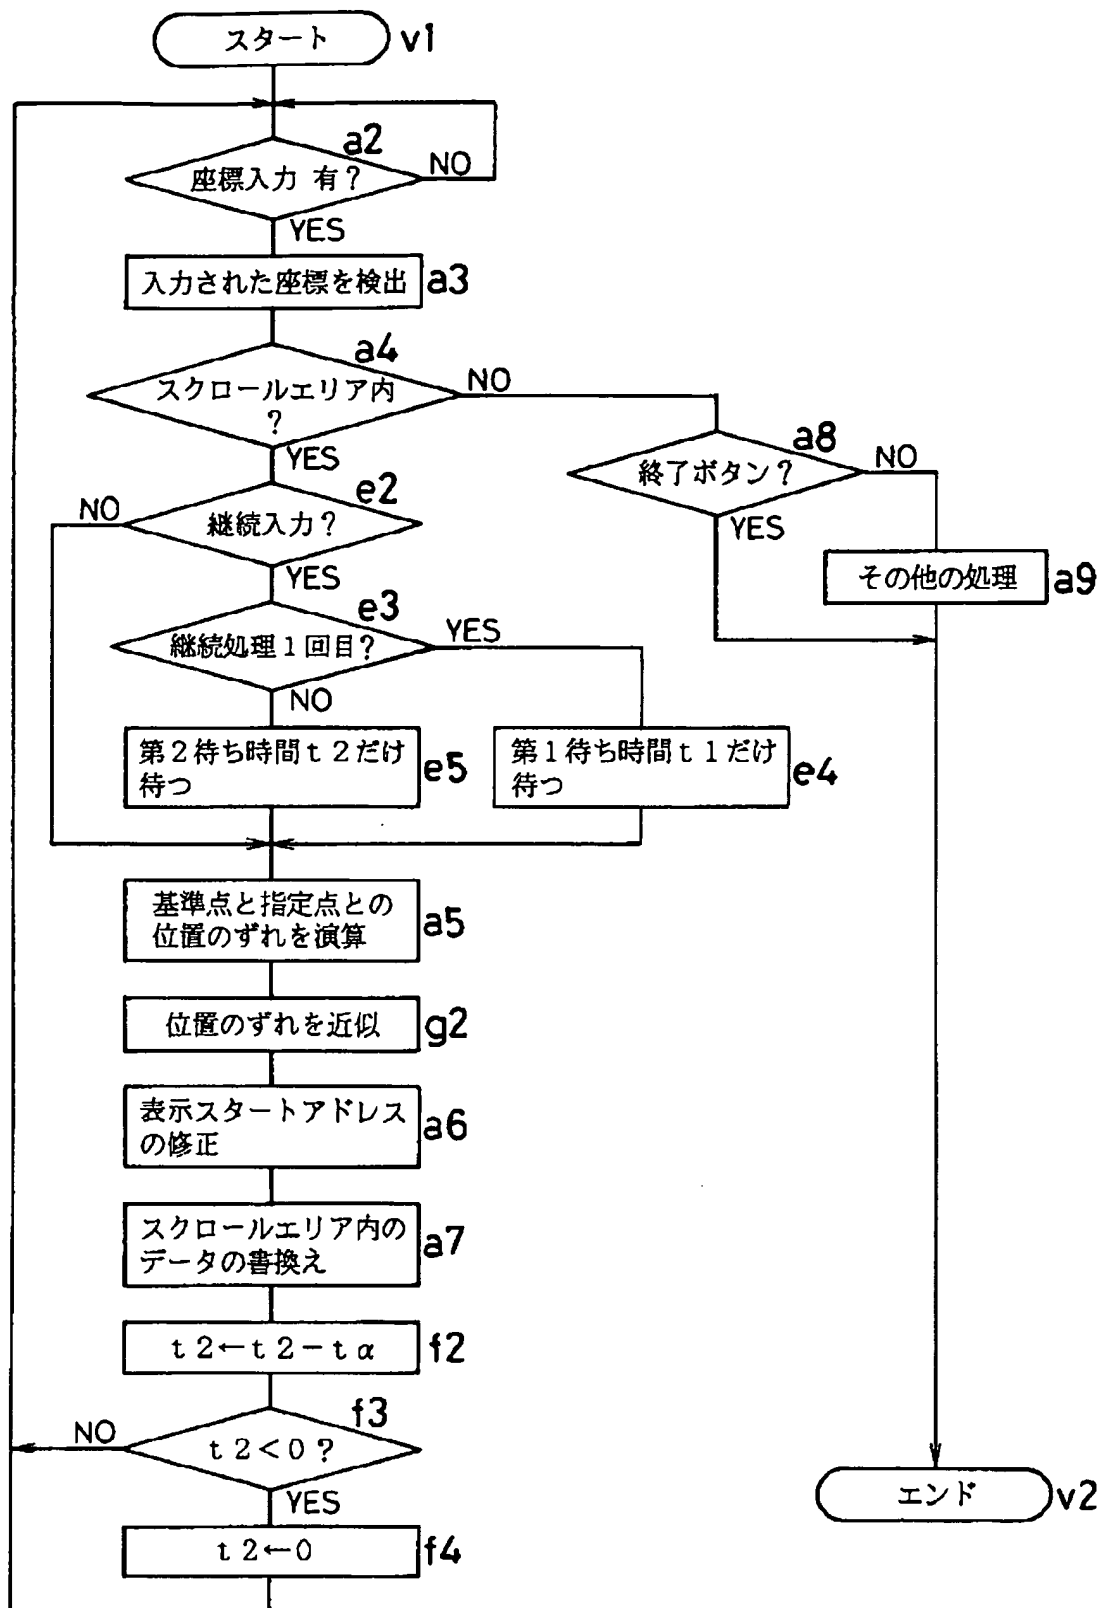 スタート v1
a2
座標入力 有？ NO
YES
入力された座標を検出 a3
a4
スクロールエリア内
？
NO
YES
a8
終了ボタン？ NO
YES
その他の処理 a9
e2
NO 継続入力？
YES
e3
継続処理１回目？ YES
NO
第２待ち時間ｔ２だけ
待つ
e5
第１待ち時間ｔ１だけ
待つ
e4
基準点と指定点との
位置のずれを演算
a5
位置のずれを近似 g2
表示スタートアドレス
の修正
a6
スクロールエリア内の
データの書換え
a7
ｔ２←ｔ２－ｔα f2
f3
NO ｔ２＜０？
YES
ｔ２←０ f4
エンド v2